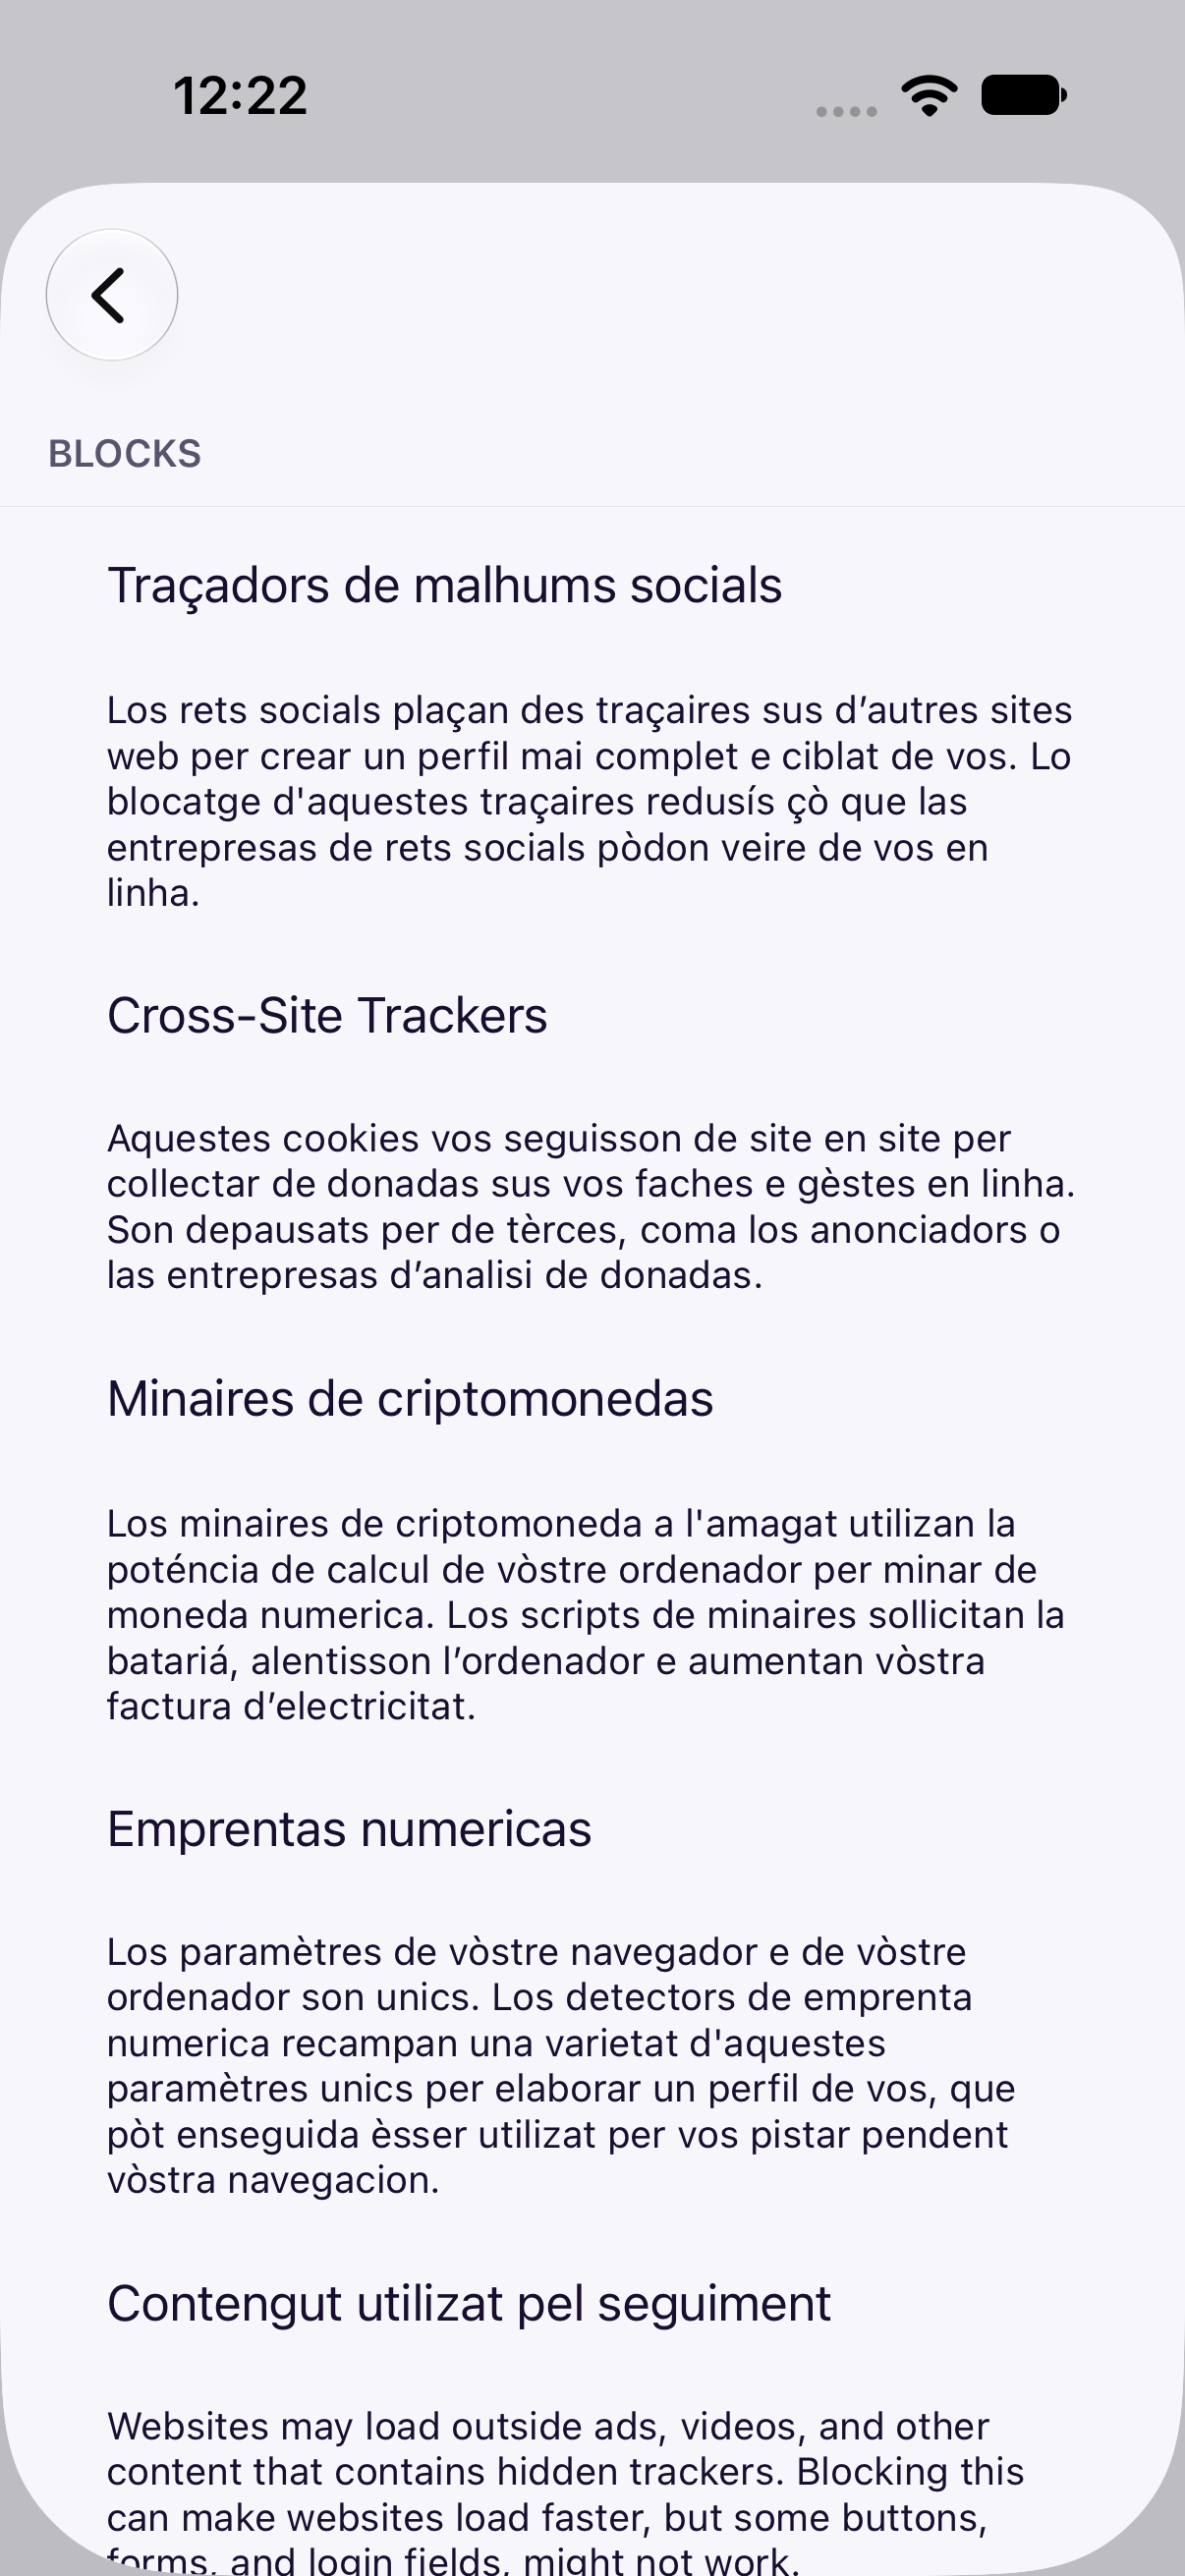 12:22
BLOCKS
Traçadors de malhums socials
Los rets socials plaçan des traçaires sus d’autres sites
web per crear un perfil mai complet e ciblat de vos. Lo
blocatge d'aquestes traçaires redusís çò que las
entrepresas de rets socials pòdon veire de vos en
linha.
Cross-Site Trackers
Aquestes cookies vos seguisson de site en site per
collectar de donadas sus vos faches e gèstes en linha.
Son depausats per de tèrces, coma los anonciadors o
las entrepresas d’analisi de donadas.
Minaires de criptomonedas
Los minaires de criptomoneda a l'amagat utilizan la
poténcia de calcul de vòstre ordenador per minar de
moneda numerica. Los scripts de minaires sollicitan la
batariá, alentisson l’ordenador e aumentan vòstra
factura d’electricitat.
Emprentas numericas
Los paramètres de vòstre navegador e de vòstre
ordenador son unics. Los detectors de emprenta
numerica recampan una varietat d'aquestes
paramètres unics per elaborar un perfil de vos, que
pòt enseguida èsser utilizat per vos pistar pendent
vòstra navegacion.
Contengut utilizat pel seguiment
Websites may load outside ads, videos, and other
content that contains hidden trackers. Blocking this
can make websites load faster, but some buttons,
forms, and login fields, might not work.